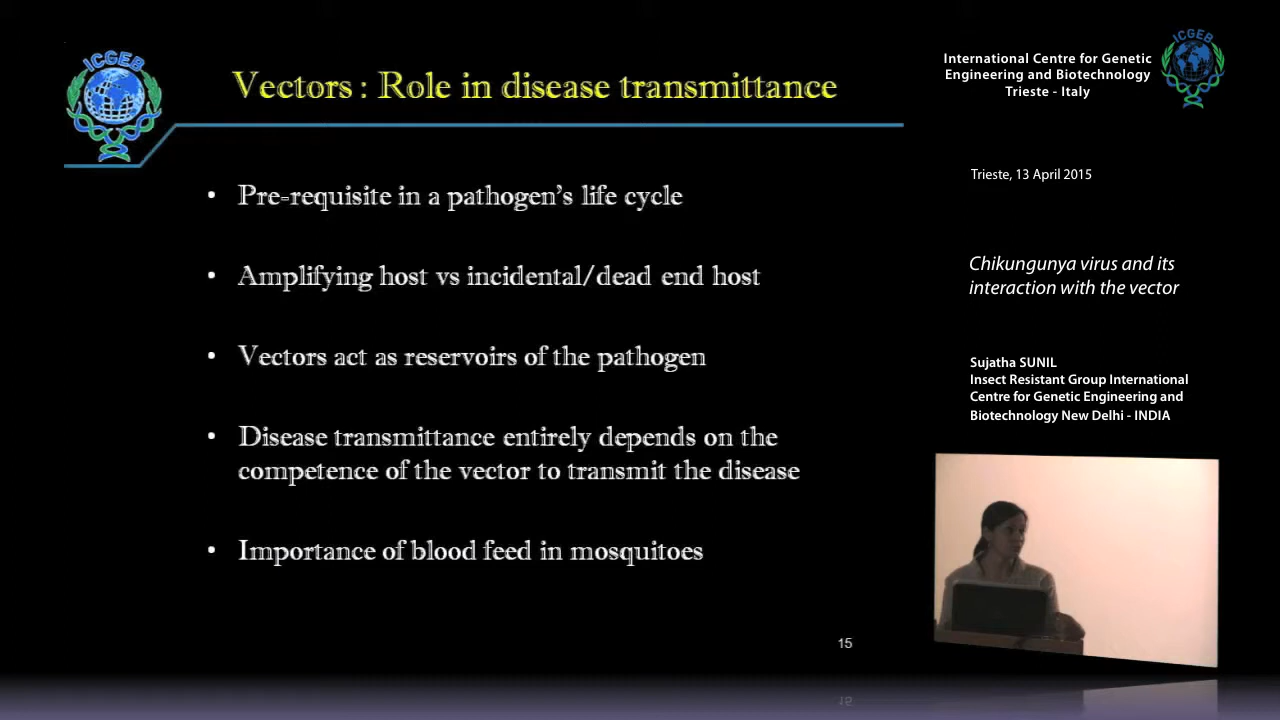 ICGEB
Vectors : Role in disease transmittance
• Pre-requisite in a pathogen's life cycle
• Amplifying host vs incidental/dead end host
• Vectors act as reservoirs of the pathogen
• Disease transmittance entirely depends on the
competence of the vector to transmit the disease
• Importance of blood feed in mosquitoes
15
International Centre for Genetic
Engineering and Biotechnology
Trieste - Italy
ICGEB
Trieste, 13 April 2015
Chikungunya virus and its
interaction with the vector
Sujatha SUNIL
Insect Resistant Group International
Centre for Genetic Engineering and
Biotechnology New Delhi - INDIA